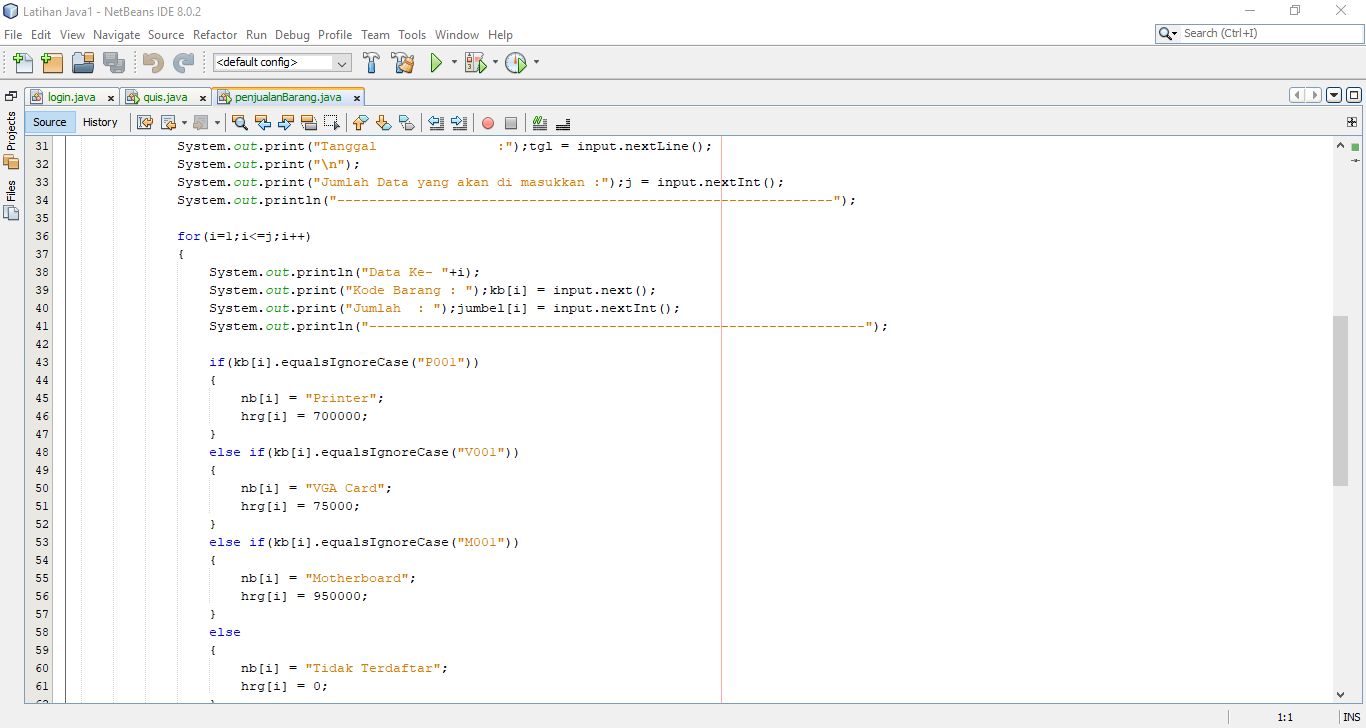 Latihan Java1 - NetBeans IDE 8.0.2
File Edit View Navigate Source Refactor Run Debug Profile Team Tools Window Help
Search (Ctrl+I)
<default config>
login.java quis.java penjualanBarang.java
Source History
Projects
Files
31 System.out.print("Tanggal               :");tgl = input.nextLine();
32 System.out.print("\n");
33 System.out.print("Jumlah Data yang akan di masukkan :");j = input.nextInt();
34 System.out.println("--------------------------------------------------------------");
35
36 for(i=1;i<=j;i++)
37 {
38 System.out.println("Data Ke- "+i);
39 System.out.print("Kode Barang : ");kb[i] = input.next();
40 System.out.print("Jumlah  : ");jumbel[i] = input.nextInt();
41 System.out.println("--------------------------------------------------------------");
42
43 if(kb[i].equalsIgnoreCase("P001"))
44 {
45 nb[i] = "Printer";
46 hrg[i] = 700000;
47 }
48 else if(kb[i].equalsIgnoreCase("V001"))
49 {
50 nb[i] = "VGA Card";
51 hrg[i] = 75000;
52 }
53 else if(kb[i].equalsIgnoreCase("M001"))
54 {
55 nb[i] = "Motherboard";
56 hrg[i] = 950000;
57 }
58 else
59 {
60 nb[i] = "Tidak Terdaftar";
61 hrg[i] = 0;
1:1 INS